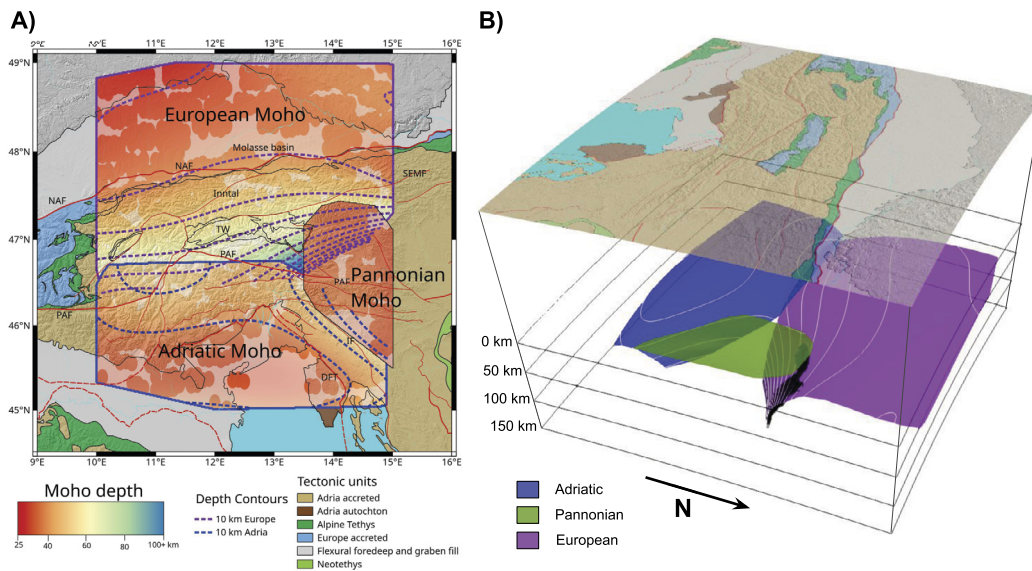 A)
B)
9°E
10°E
11°E
12°E
13°E
14°E
15°E
16°E
49°N
European Moho
48°N
Molasse basin
NAF
SEMF
NAF
Inntal
TW
47°N
PAF
Pannonian
Moho
PAF
PAF
46°N
Adriatic Moho
IF
DFT
45°N
9°E
10°E
11°E
12°E
13°E
14°E
15°E
16°E
Moho depth
25
40
60
80
100+ km
Depth Contours
10 km Europe
10 km Adria
Tectonic units
Adria accreted
Adria autochton
Alpine Tethys
Europe accreted
Flexural foredeep and graben fill
Neotethys
0 km
50 km
100 km
150 km
N
Adriatic
Pannonian
European